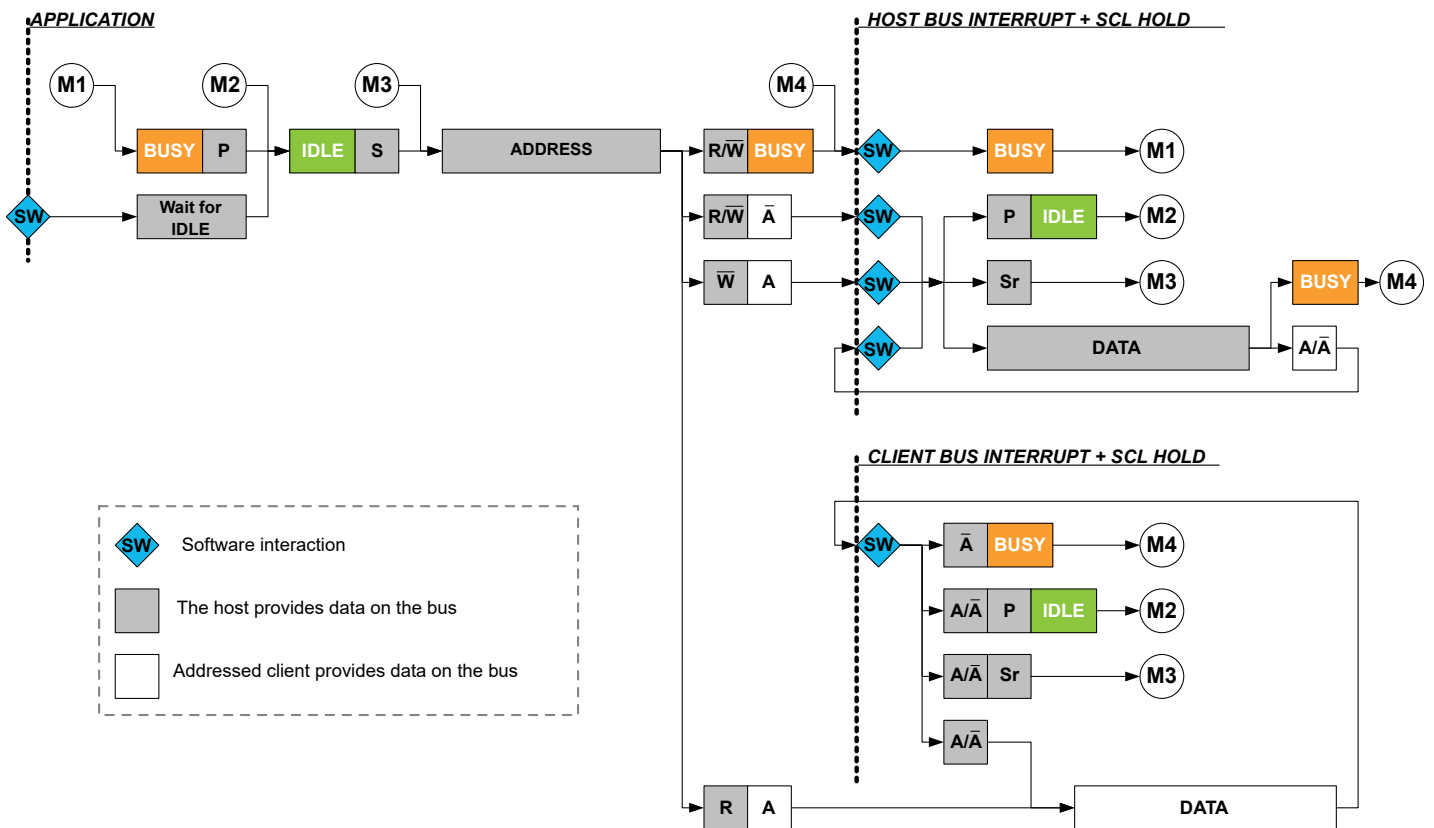 APPLICATION
HOST BUS INTERRUPT + SCL HOLD
M1
M2
M3
M4
BUSY P
IDLE S
ADDRESS
R/W̅ BUSY
SW
BUSY
M1
SW
Wait for
IDLE
R/W̅ A̅
SW
P IDLE
M2
W̅ A
SW
Sr
M3
BUSY
M4
SW
DATA
A/A̅
CLIENT BUS INTERRUPT + SCL HOLD
SW
A̅ BUSY
M4
A/A̅ P IDLE
M2
A/A̅ Sr
M3
A/A̅
R A
DATA
SW
Software interaction
The host provides data on the bus
Addressed client provides data on the bus